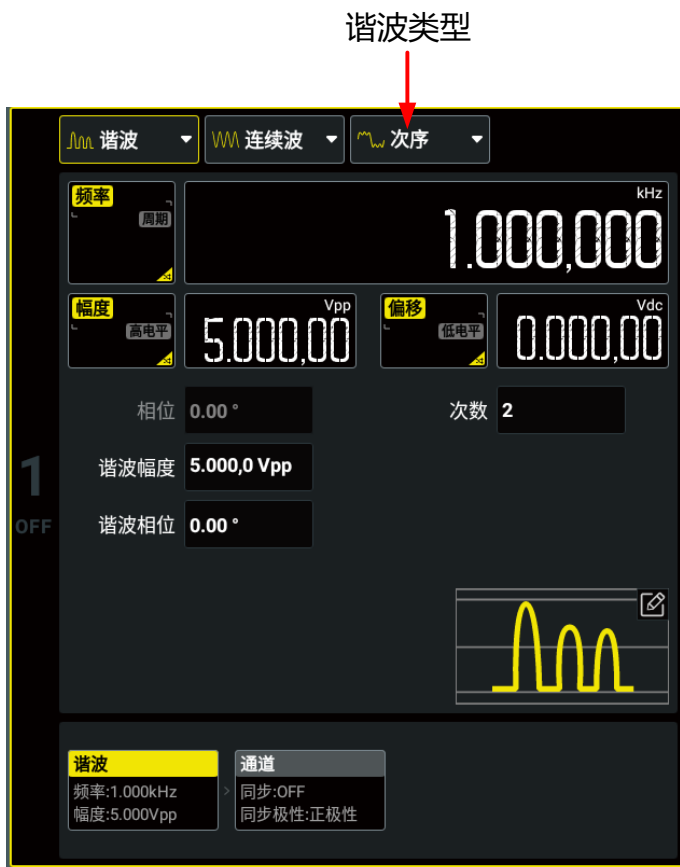 谐波类型
谐波 连续波 次序
频率 周期 kHz
1.000,000
幅度 高电平 Vpp 偏移 低电平 Vdc
5.000,00 0.000,00
相位 0.00 ° 次数 2
谐波幅度 5.000,0 Vpp
1
谐波相位 0.00 °
OFF
谐波 通道
频率:1.000kHz > 同步:OFF
幅度:5.000Vpp 同步极性:正极性